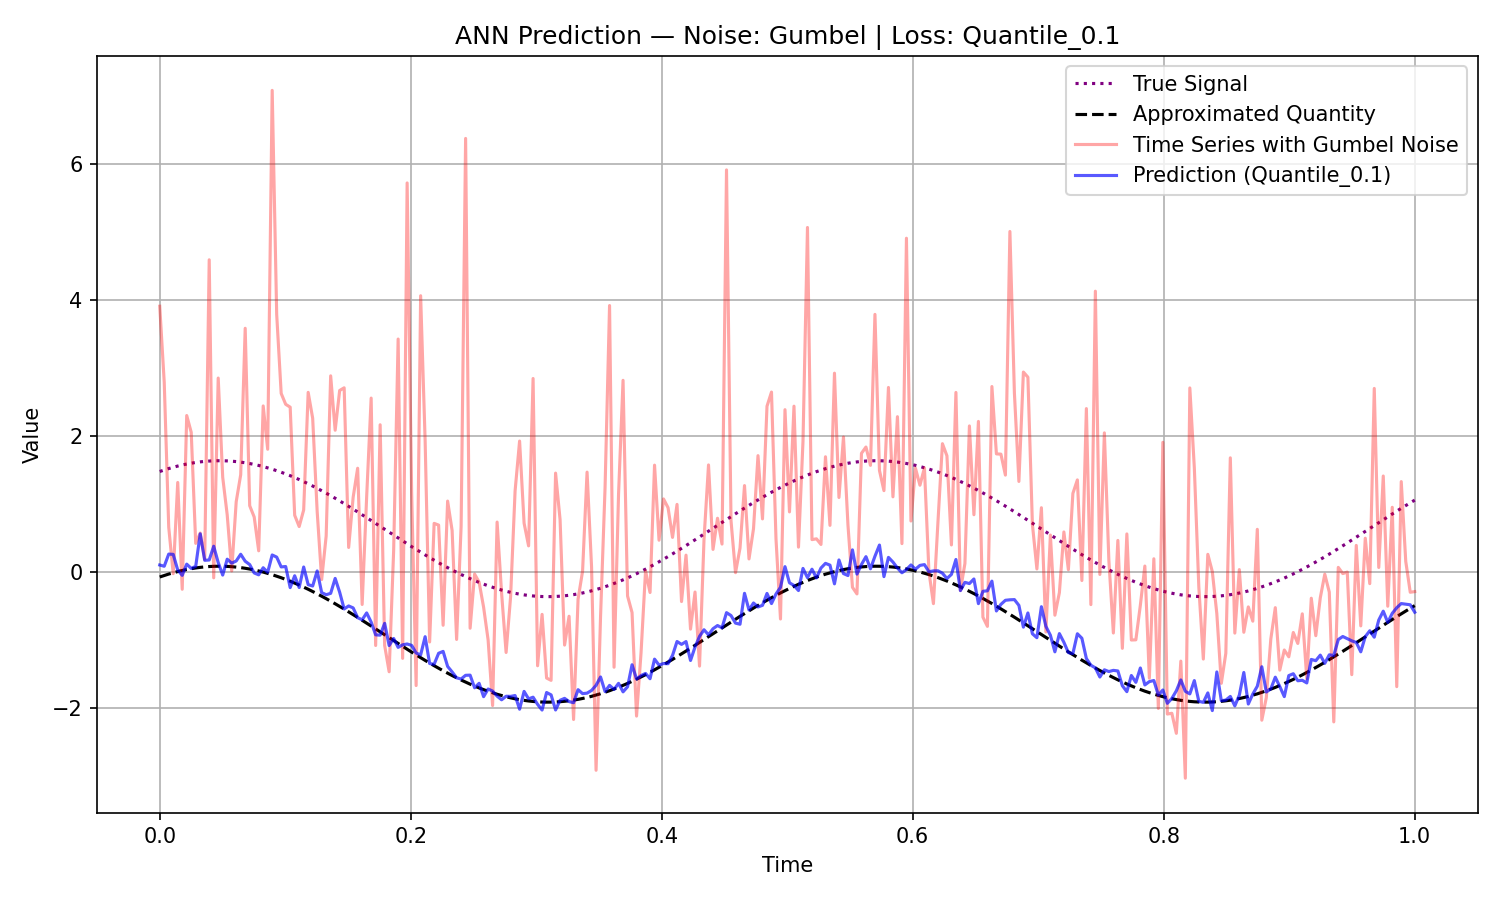 ANN Prediction — Noise: Gumbel | Loss: Quantile_0.1
True Signal
Approximated Quantity
Time Series with Gumbel Noise
Prediction (Quantile_0.1)
Value
6
4
2
0
−2
0.0 0.2 0.4 0.6 0.8 1.0
Time